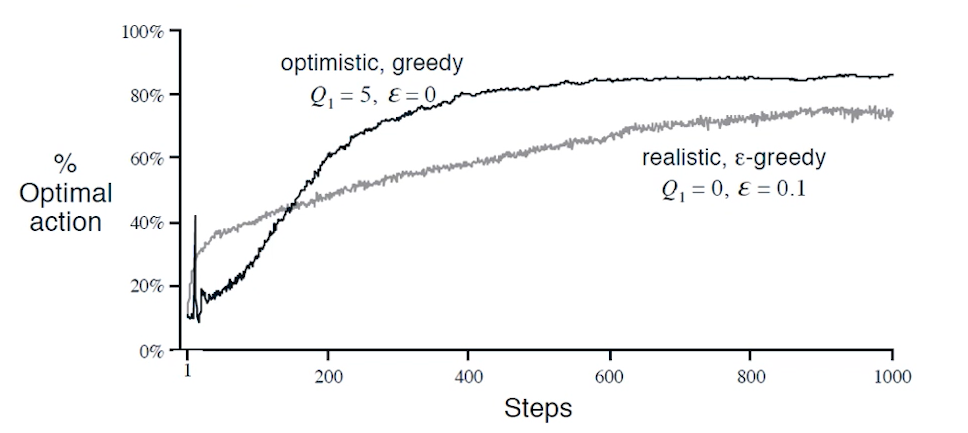 100%
80%
60%
40%
20%
0%
%
Optimal
action
optimistic, greedy
Q₁ = 5, ε = 0
realistic, ε-greedy
Q₁ = 0, ε = 0.1
1
200
400
600
800
1000
Steps